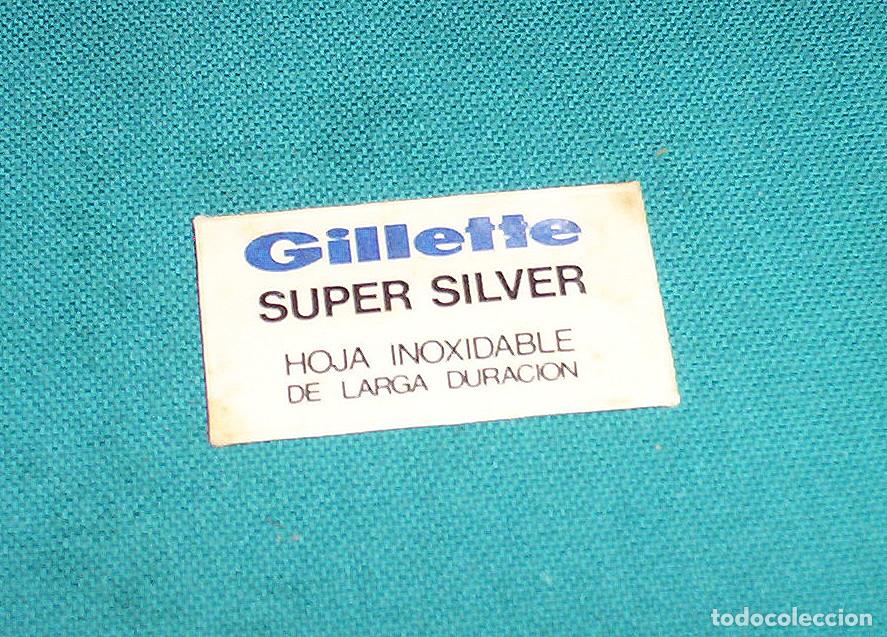 Gillette
SUPER SILVER
HOJA INOXIDABLE
DE LARGA DURACION
todocoleccion